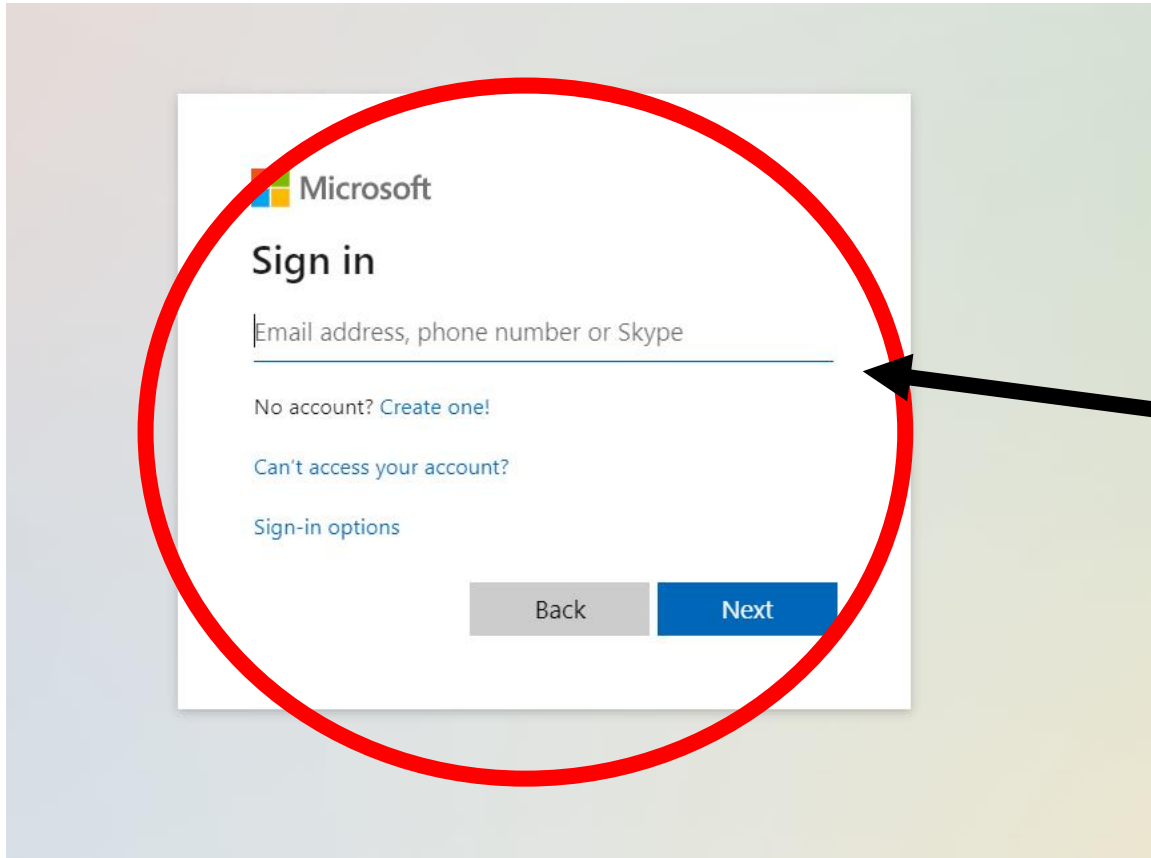 Microsoft
Sign in
Email address, phone number or Skype
No account? Create one!
Can't access your account?
Sign-in options
Back Next